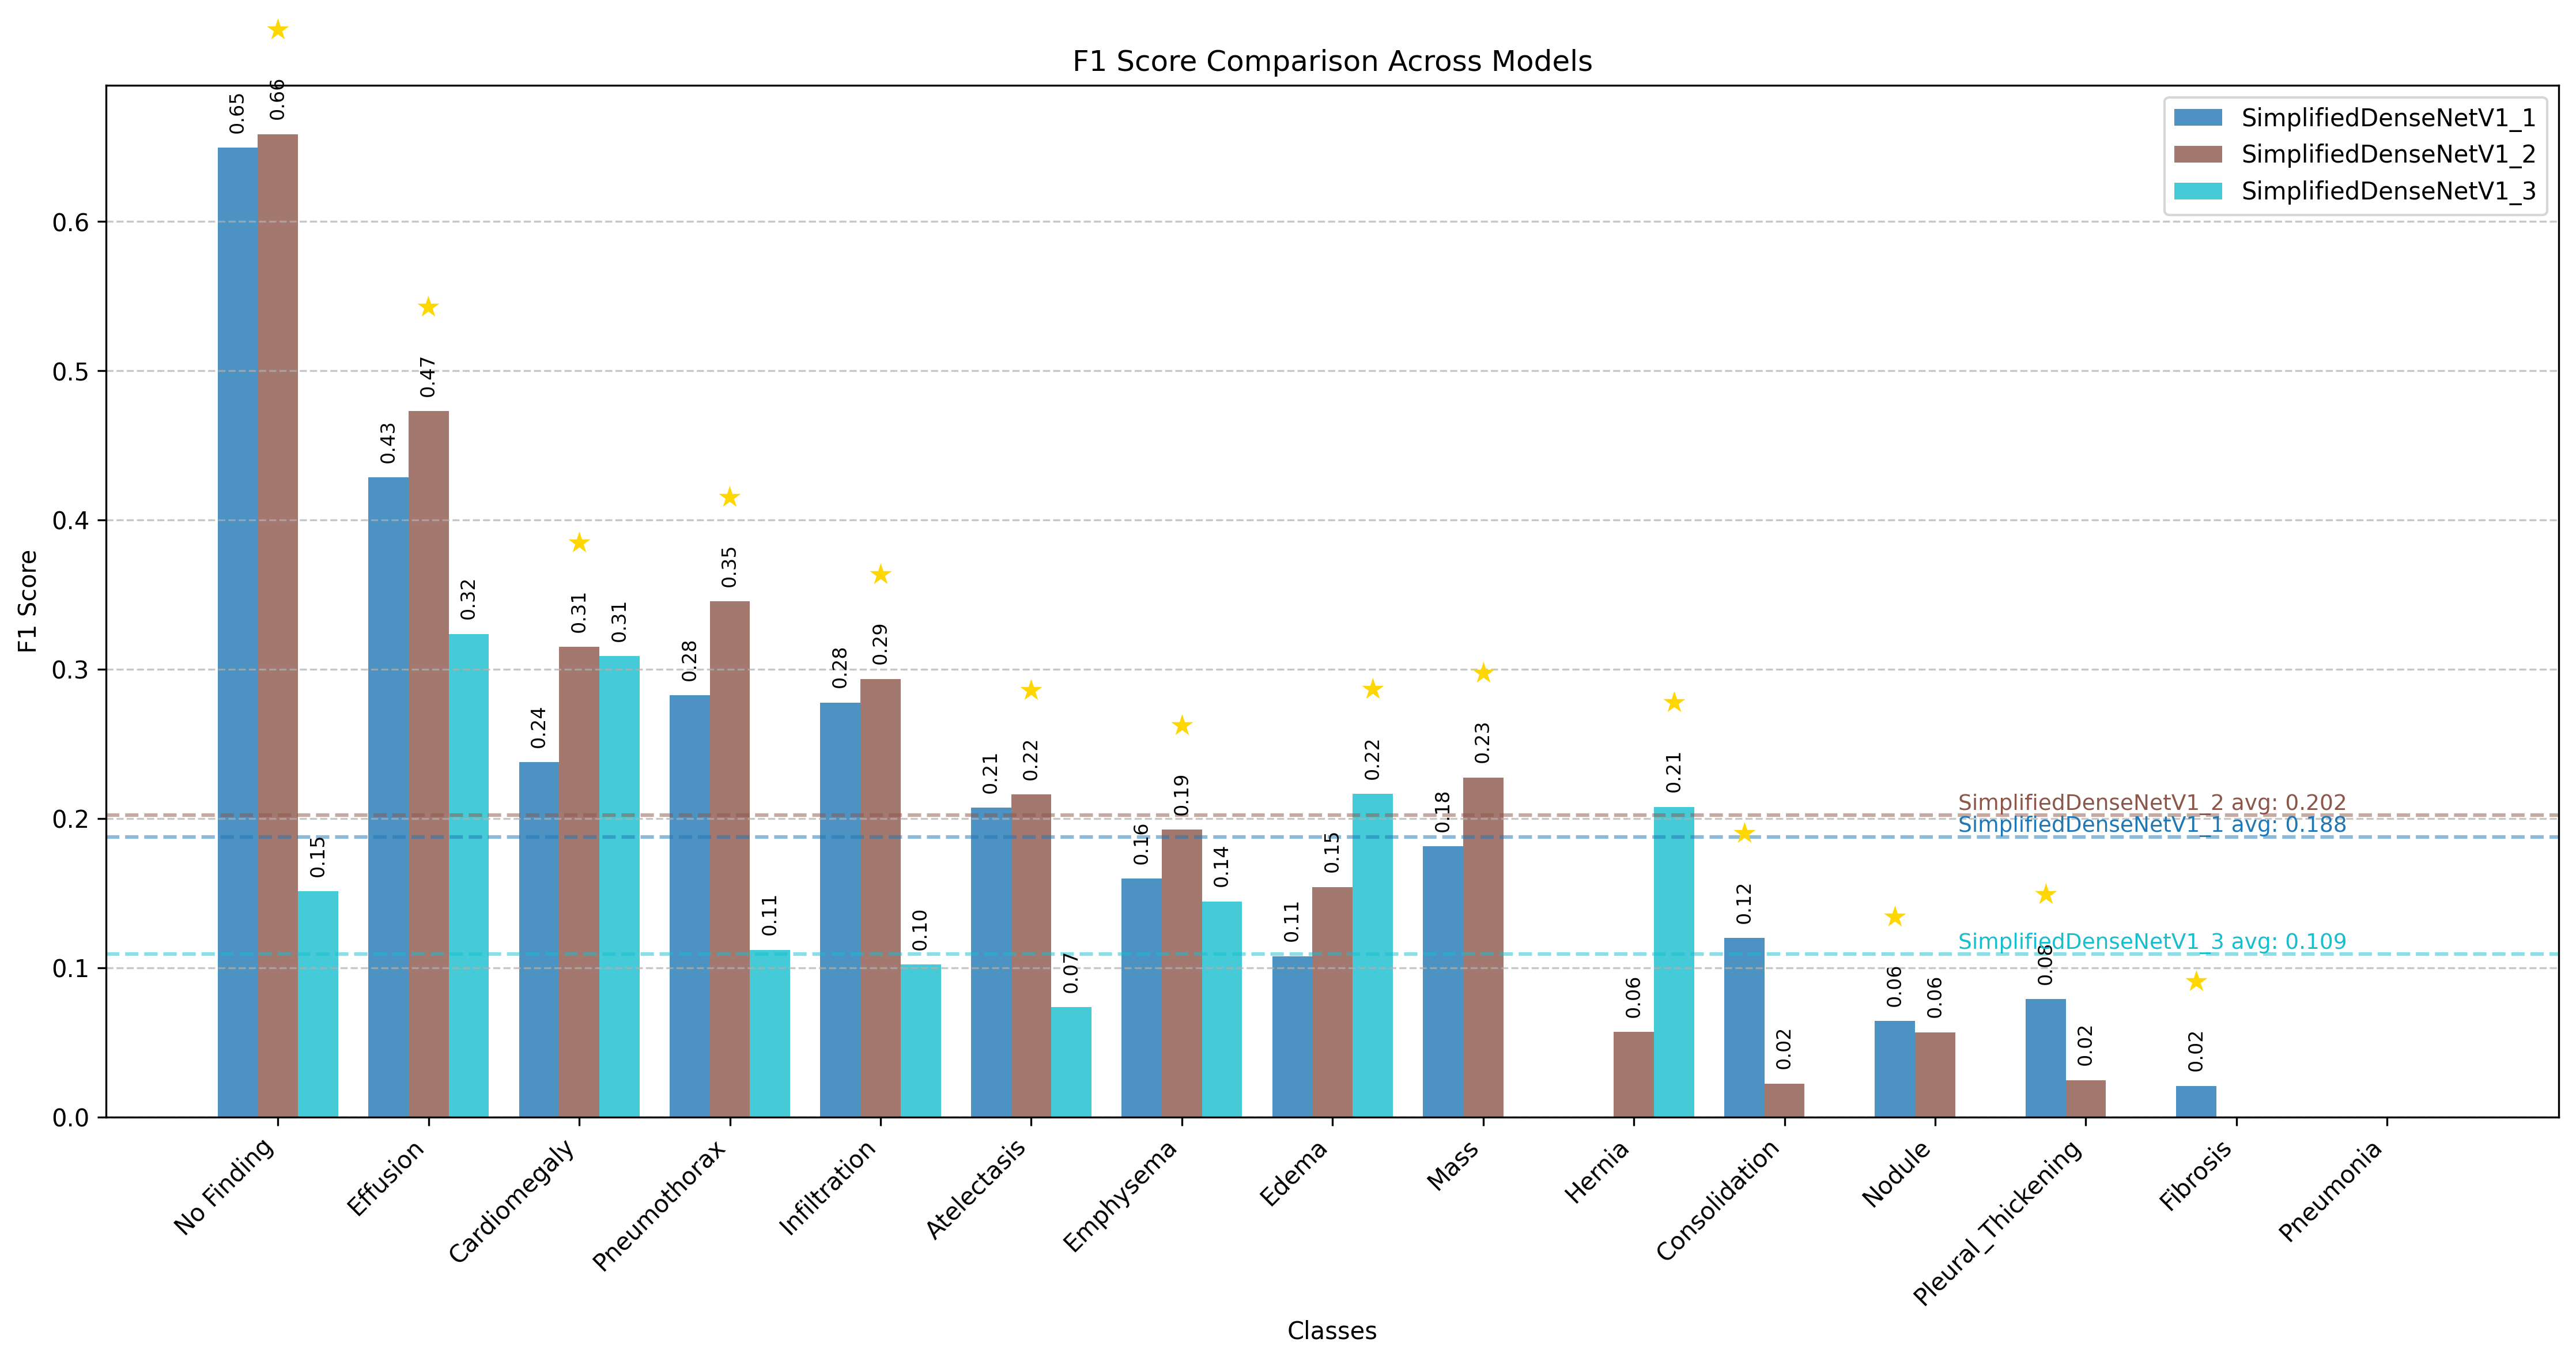 F1 Score Comparison Across Models
SimplifiedDenseNetV1_1
SimplifiedDenseNetV1_2
SimplifiedDenseNetV1_3
F1 Score
0.6
0.5
0.4
0.3
0.2
0.1
0.0
0.65
0.66
0.15
0.43
0.47
0.32
0.24
0.31
0.31
0.28
0.35
0.11
0.28
0.29
0.10
0.21
0.22
0.07
0.16
0.19
0.14
0.11
0.15
0.22
0.18
0.23
0.06
0.21
0.12
0.02
0.06
0.06
0.08
0.02
0.02
SimplifiedDenseNetV1_2 avg: 0.202
SimplifiedDenseNetV1_1 avg: 0.188
SimplifiedDenseNetV1_3 avg: 0.109
No Finding
Effusion
Cardiomegaly
Pneumothorax
Infiltration
Atelectasis
Emphysema
Edema
Mass
Hernia
Consolidation
Nodule
Pleural_Thickening
Fibrosis
Pneumonia
Classes